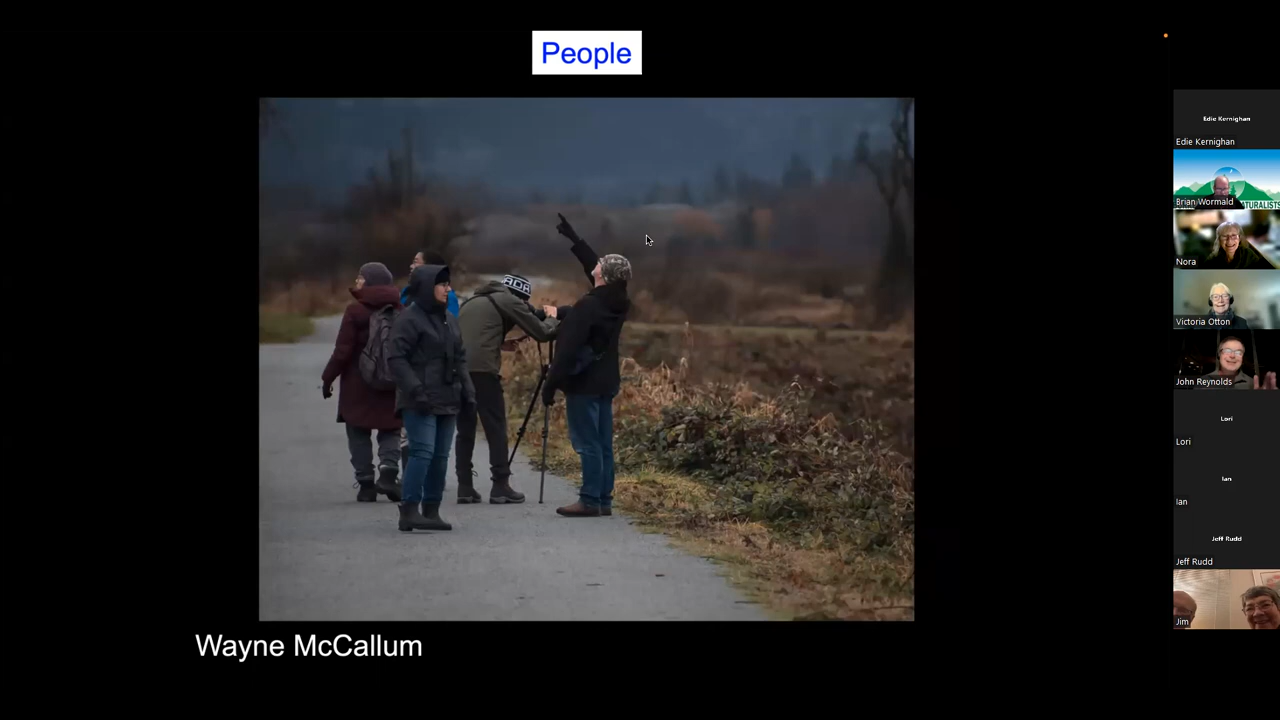 People
Wayne McCallum
Edie Kernighan
Edie Kernighan
Brian Wormald
NATURALISTS
Nora
Victoria Otton
John Reynolds
Lori
Lori
Ian
Ian
Jeff Rudd
Jeff Rudd
Jim